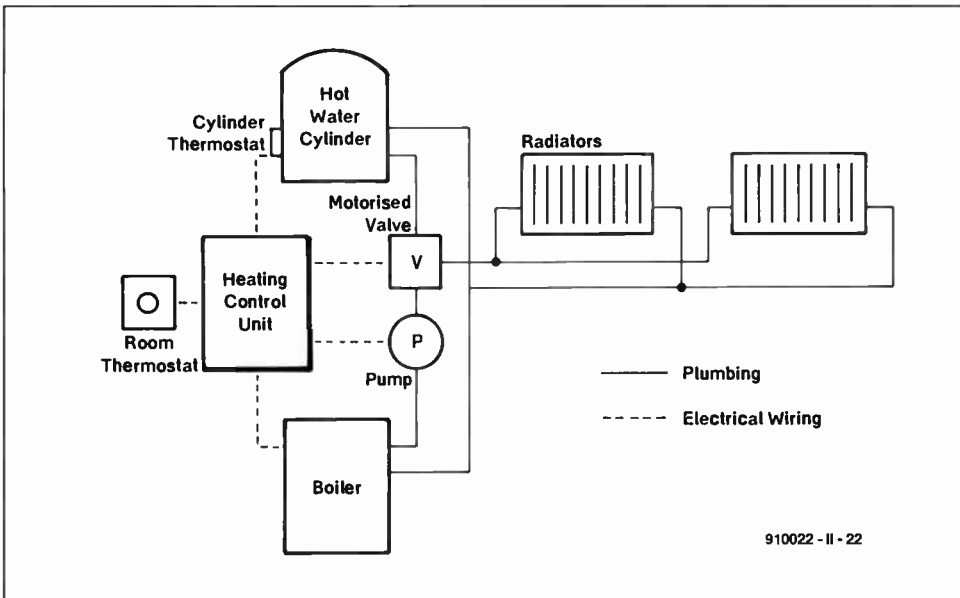 Hot
Water
Cylinder
Cylinder
Thermostat
Radiators
Motorised
Valve
V
Heating
Control
Unit
Room
Thermostat
P
Pump
Plumbing
Electrical Wiring
Boiler
910022 - II - 22